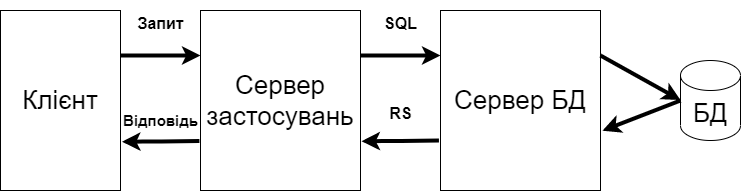 Запит
SQL
Клієнт
Сервер
застосувань
Сервер БД
БД
Відповідь
RS